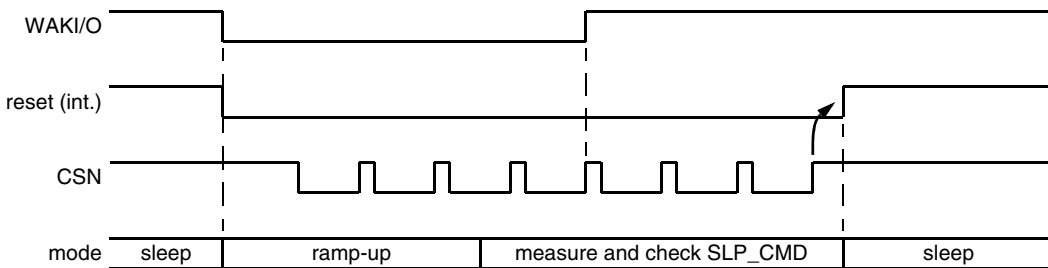 WAKI/O
reset (int.)
CSN
mode sleep ramp-up measure and check SLP_CMD sleep